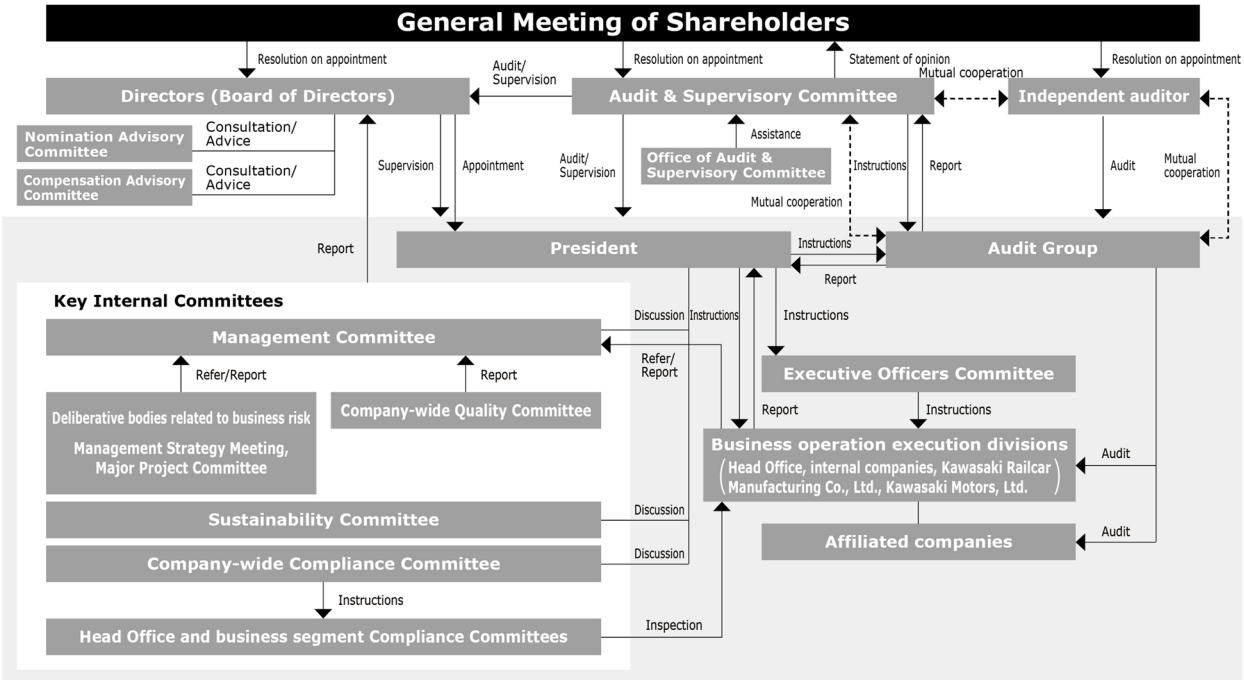 General Meeting of Shareholders
Resolution on appointment
Resolution on appointment
Statement of opinion
Resolution on appointment
Audit/
Supervision
Mutual cooperation
Directors (Board of Directors)
Audit & Supervisory Committee
Independent auditor
Nomination Advisory
Committee
Consultation/
Advice
Compensation Advisory
Committee
Consultation/
Advice
Supervision
Appointment
Audit/
Supervision
Assistance
Office of Audit &
Supervisory Committee
Instructions
Report
Audit
Mutual
cooperation
Mutual cooperation
Report
President
Instructions
Report
Audit Group
Key Internal Committees
Management Committee
Discussion
Instructions
Instructions
Refer/
Report
Refer/Report
Report
Executive Officers Committee
Deliberative bodies related to business risk
Management Strategy Meeting,
Major Project Committee
Company-wide Quality Committee
Report
Instructions
Business operation execution divisions
(Head Office, internal companies, Kawasaki Railcar
Manufacturing Co., Ltd., Kawasaki Motors, Ltd.)
Audit
Sustainability Committee
Discussion
Affiliated companies
Audit
Company-wide Compliance Committee
Discussion
Instructions
Head Office and business segment Compliance Committees
Inspection